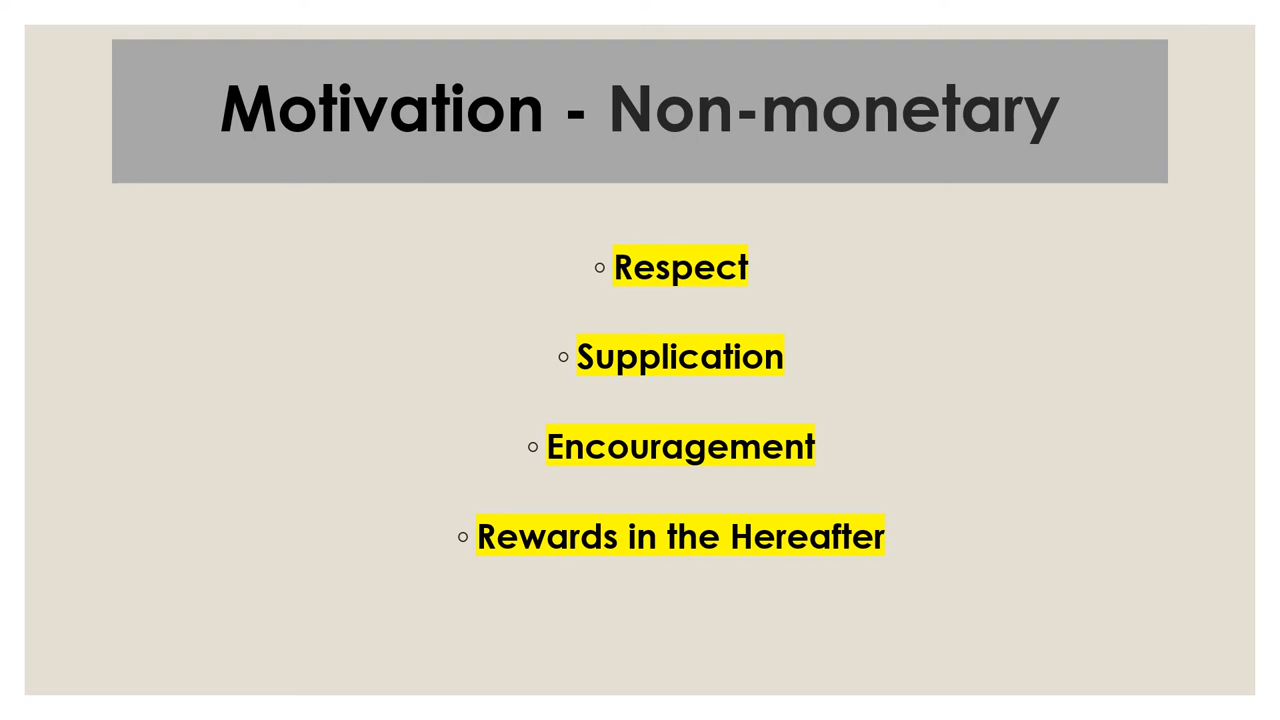 Motivation - Non-monetary
◦ Respect
◦ Supplication
◦ Encouragement
◦ Rewards in the Hereafter